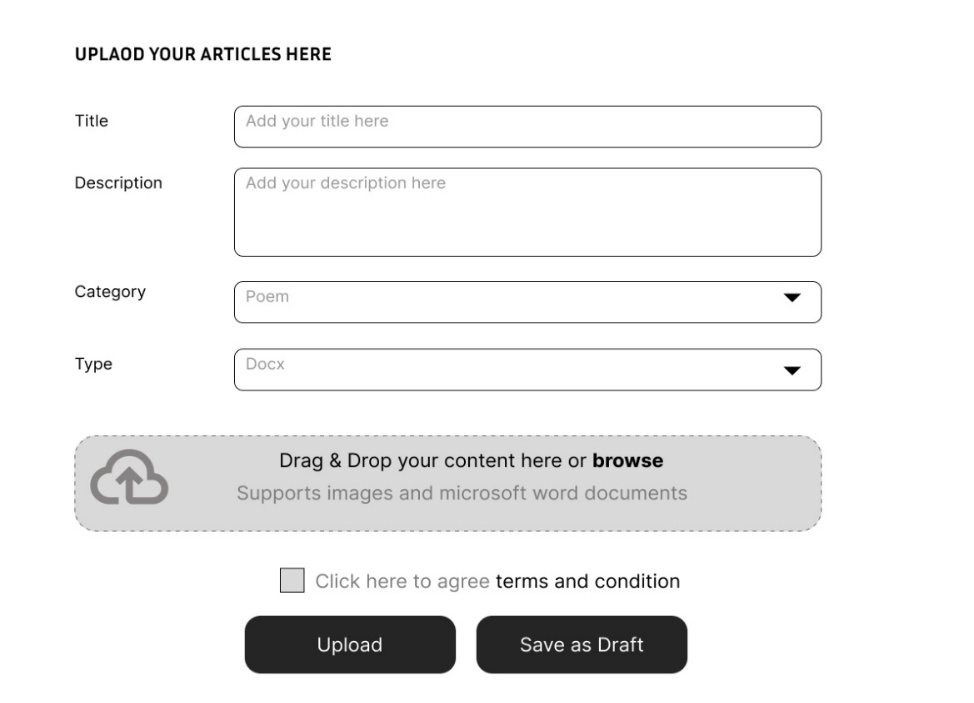 UPLAOD YOUR ARTICLES HERE
Title
Add your title here
Description
Add your description here
Category
Poem
Type
Docx
Drag & Drop your content here or browse
Supports images and microsoft word documents
Click here to agree terms and condition
Upload
Save as Draft